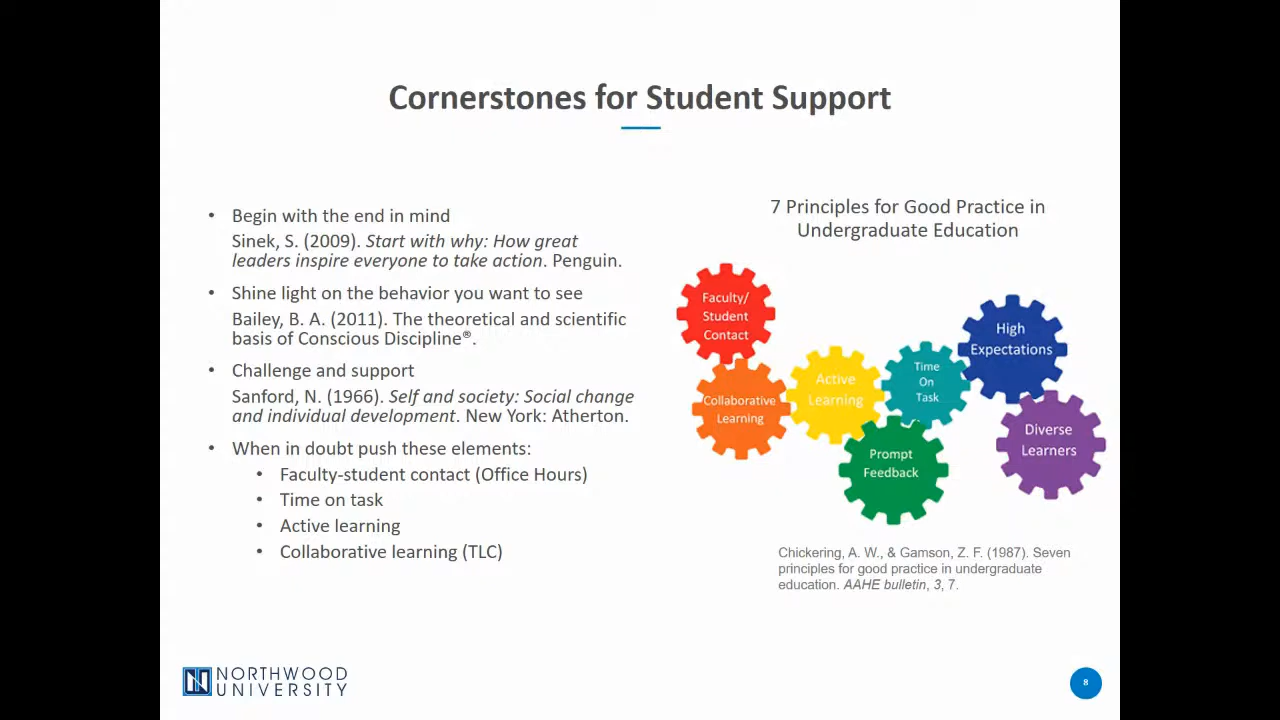 Cornerstones for Student Support
• Begin with the end in mind
Sinek, S. (2009). Start with why: How great
leaders inspire everyone to take action. Penguin.
• Shine light on the behavior you want to see
Bailey, B. A. (2011). The theoretical and scientific
basis of Conscious Discipline®.
• Challenge and support
Sanford, N. (1966). Self and society: Social change
and individual development. New York: Atherton.
• When in doubt push these elements:
• Faculty-student contact (Office Hours)
• Time on task
• Active learning
• Collaborative learning (TLC)
7 Principles for Good Practice in
Undergraduate Education
Faculty/
Student
Contact
Collaborative
Learning
Active
Learning
Time
On
Task
Prompt
Feedback
High
Expectations
Diverse
Learners
Chickering, A. W., & Gamson, Z. F. (1987). Seven
principles for good practice in undergraduate
education. AAHE bulletin, 3, 7.
NORTHWOOD
UNIVERSITY
8